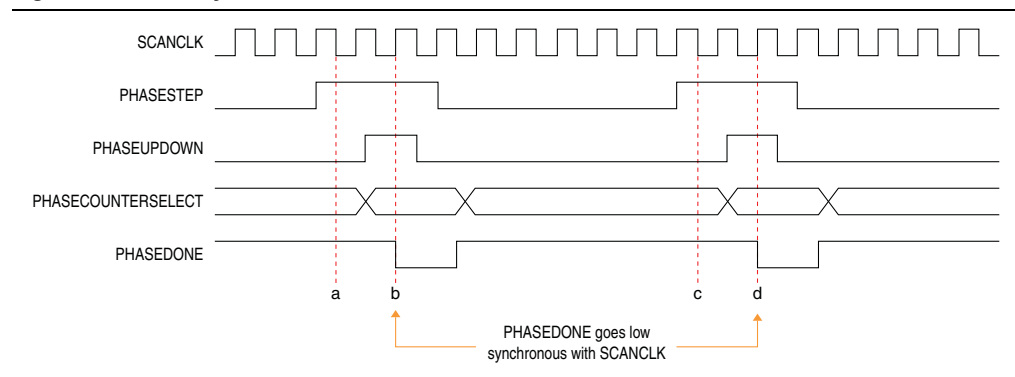 SCANCLK
PHASESTEP
PHASEUPDOWN
PHASECOUNTERSELECT
PHASEDONE
a b c d
PHASEDONE goes low
synchronous with SCANCLK